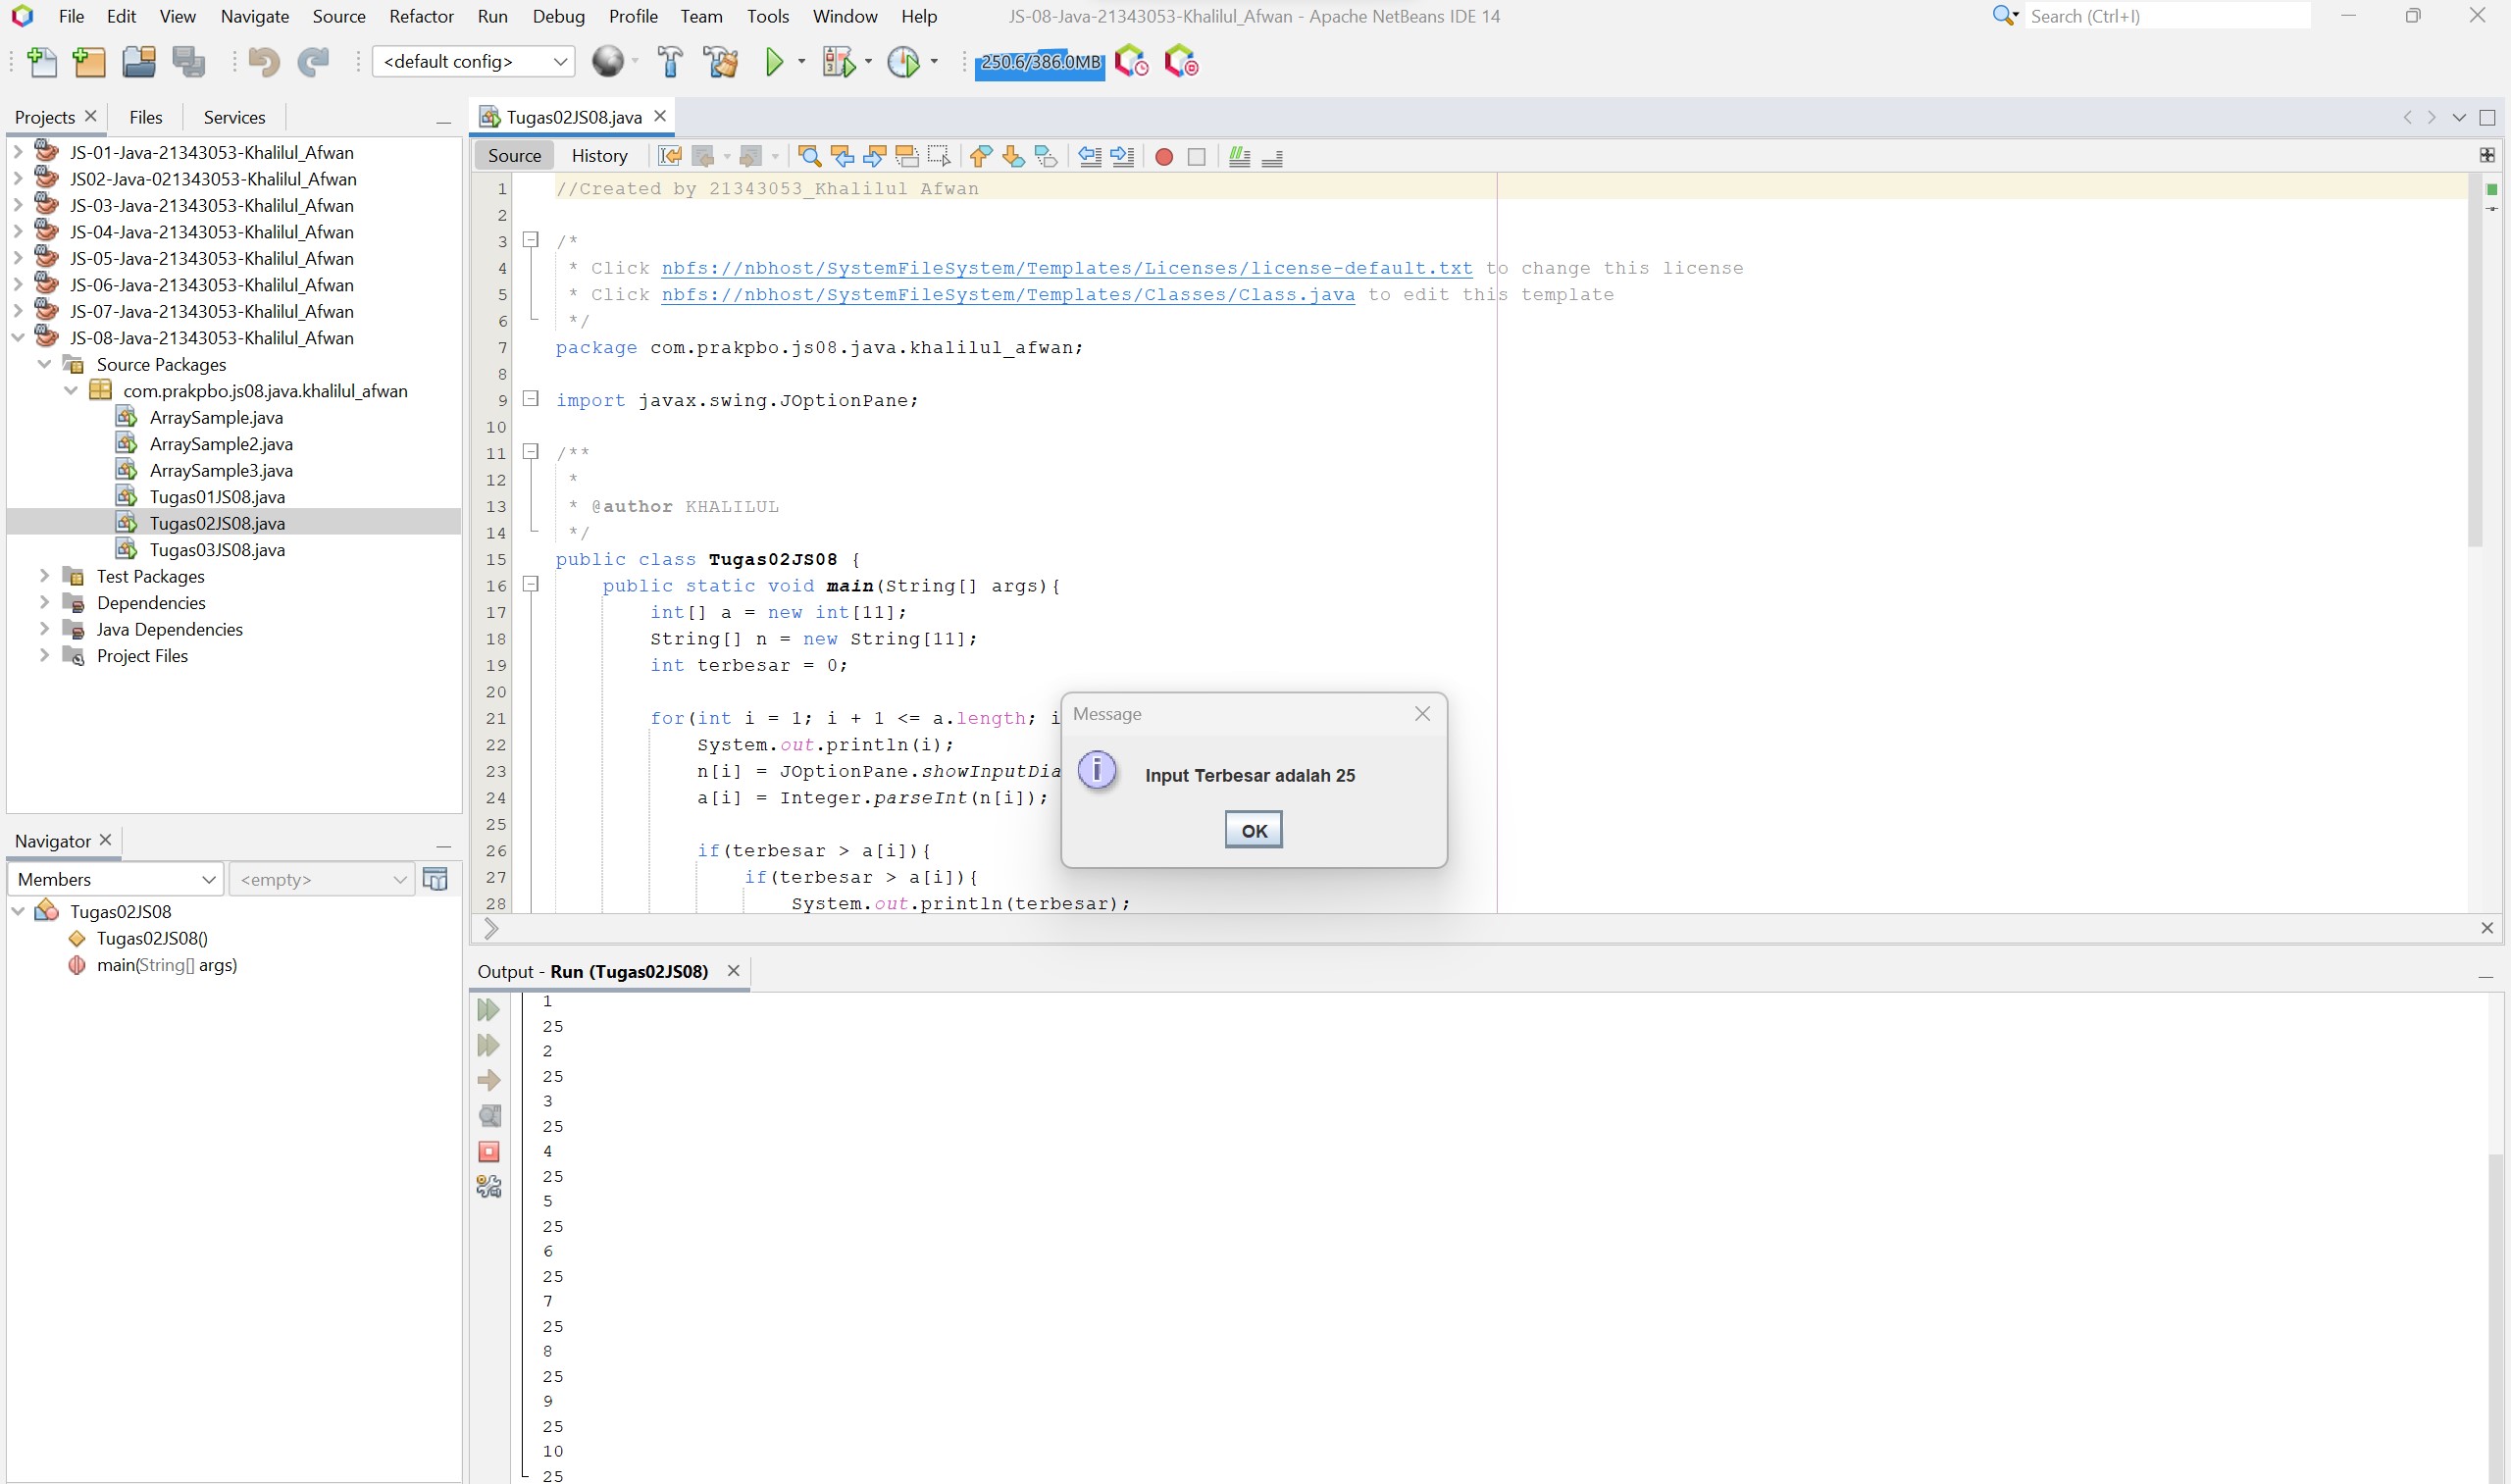 File Edit View Navigate Source Refactor Run Debug Profile Team Tools Window Help
JS-08-Java-21343053-Khalilul_Afwan - Apache NetBeans IDE 14
Search (Ctrl+I)
<default config>
250.6/386.0MB
Projects Files Services
JS-01-Java-21343053-Khalilul_Afwan
JS02-Java-021343053-Khalilul_Afwan
JS-03-Java-21343053-Khalilul_Afwan
JS-04-Java-21343053-Khalilul_Afwan
JS-05-Java-21343053-Khalilul_Afwan
JS-06-Java-21343053-Khalilul_Afwan
JS-07-Java-21343053-Khalilul_Afwan
JS-08-Java-21343053-Khalilul_Afwan
Source Packages
com.prakpbo.js08.java.khalilul_afwan
ArraySample.java
ArraySample2.java
ArraySample3.java
Tugas01JS08.java
Tugas02JS08.java
Tugas03JS08.java
Test Packages
Dependencies
Java Dependencies
Project Files
Navigator
Members <empty>
Tugas02JS08
Tugas02JS08()
main(String[] args)
Tugas02JS08.java
Source History
1 //Created by 21343053_Khalilul Afwan
2
3 /*
4 * Click nbfs://nbhost/SystemFileSystem/Templates/Licenses/license-default.txt to change this license
5 * Click nbfs://nbhost/SystemFileSystem/Templates/Classes/Class.java to edit this template
6 */
7 package com.prakpbo.js08.java.khalilul_afwan;
8
9 import javax.swing.JOptionPane;
10
11 /**
12 *
13 * @author KHALILUL
14 */
15 public class Tugas02JS08 {
16 public static void main(String[] args){
17 int[] a = new int[11];
18 String[] n = new String[11];
19 int terbesar = 0;
20
21 for(int i = 1; i + 1 <= a.length; i
22 System.out.println(i);
23 n[i] = JOptionPane.showInputDia
24 a[i] = Integer.parseInt(n[i]);
25
26 if(terbesar > a[i]){
27 if(terbesar > a[i]){
28 System.out.println(terbesar);
Message
Input Terbesar adalah 25
OK
Output - Run (Tugas02JS08)
1
25
2
25
3
25
4
25
5
25
6
25
7
25
8
25
9
25
10
25